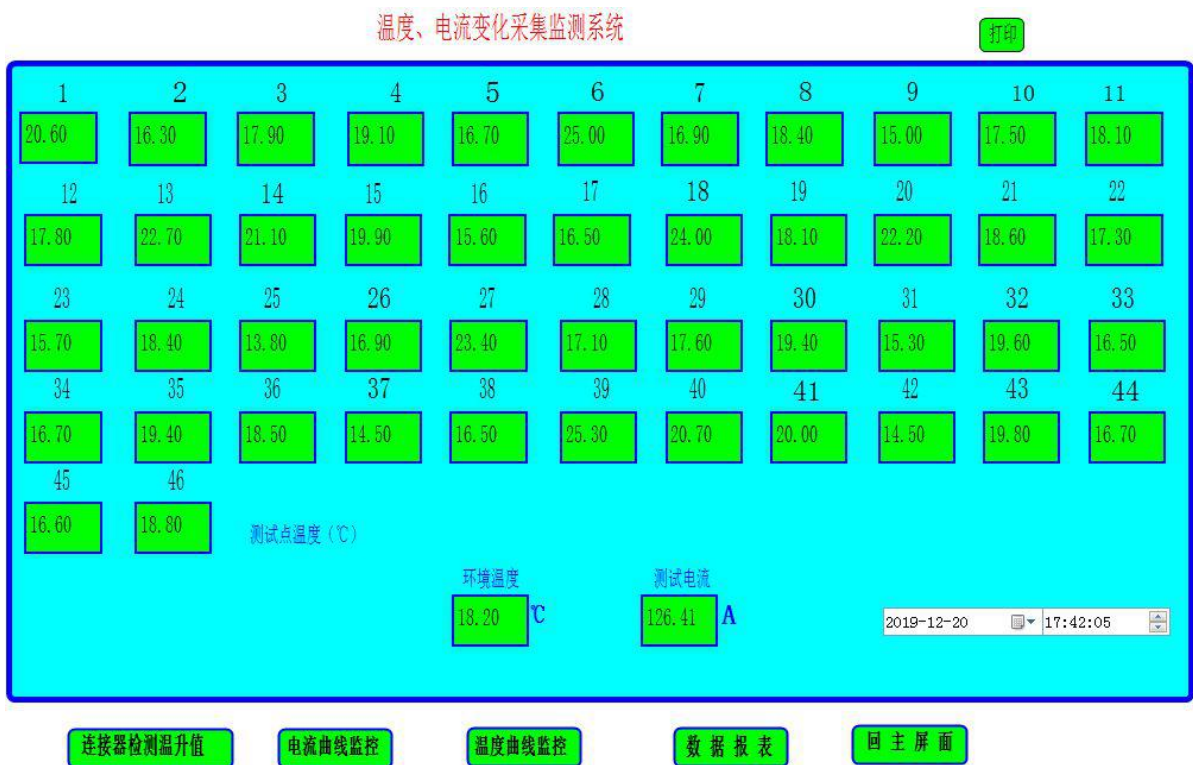 温度、电流变化采集监测系统 打印
1 2 3 4 5 6 7 8 9 10 11
20.60 16.30 17.90 19.10 16.70 25.00 16.90 18.40 15.00 17.50 18.10
12 13 14 15 16 17 18 19 20 21 22
17.80 22.70 21.10 19.90 15.60 16.50 24.00 18.10 22.20 18.60 17.30
23 24 25 26 27 28 29 30 31 32 33
15.70 18.40 13.80 16.90 23.40 17.10 17.60 19.40 15.30 19.60 16.50
34 35 36 37 38 39 40 41 42 43 44
16.70 19.40 18.50 14.50 16.50 25.30 20.70 20.00 14.50 19.80 16.70
45 46
16.60 18.80 测试点温度（℃）
环境温度 测试电流
18.20 ℃ 126.41 A 2019-12-20 17:42:05
连接器检测温升值 电流曲线监控 温度曲线监控 数据报表 回主屏面